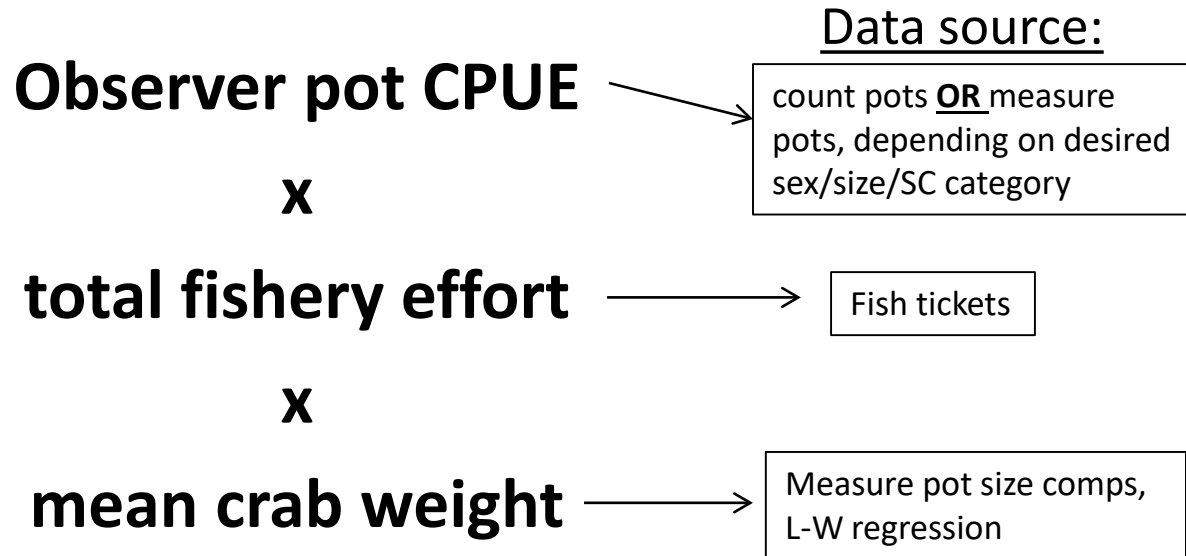 Data source:
Observer pot CPUE
count pots OR measure
pots, depending on desired
sex/size/SC category
x
total fishery effort
Fish tickets
x
mean crab weight
Measure pot size comps,
L-W regression